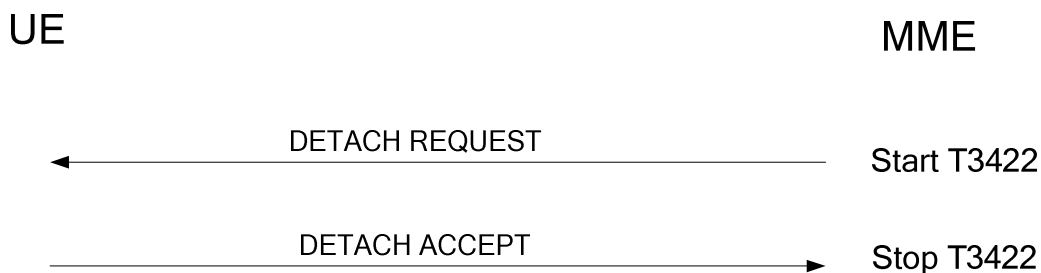 UE
MME
DETACH REQUEST
Start T3422
DETACH ACCEPT
Stop T3422